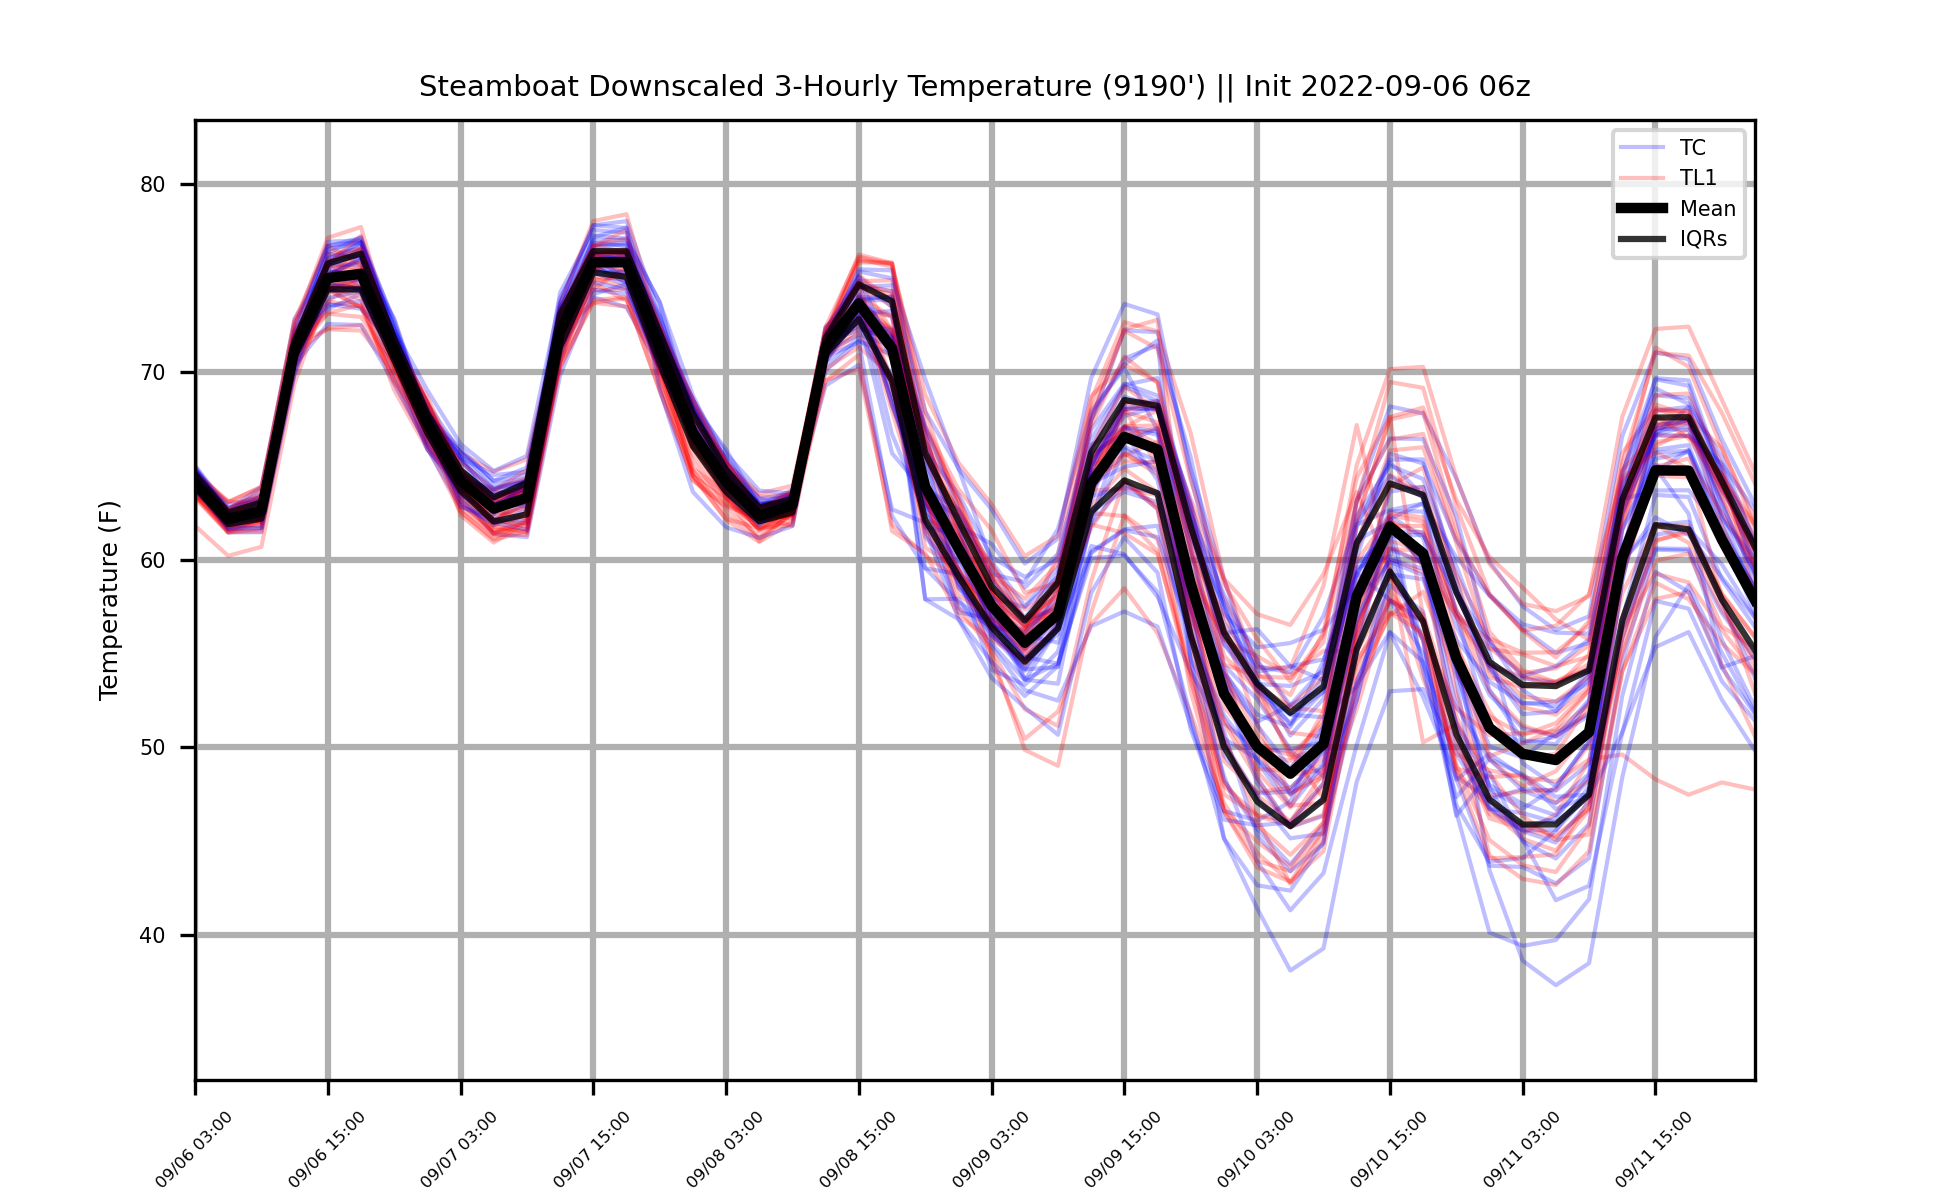 Steamboat Downscaled 3-Hourly Temperature (9190') || Init 2022-09-06 06z
TC
TL1
Mean
IQRs
Temperature (F)
80
70
60
50
40
09/06 03:00
09/06 15:00
09/07 03:00
09/07 15:00
09/08 03:00
09/08 15:00
09/09 03:00
09/09 15:00
09/10 03:00
09/10 15:00
09/11 03:00
09/11 15:00